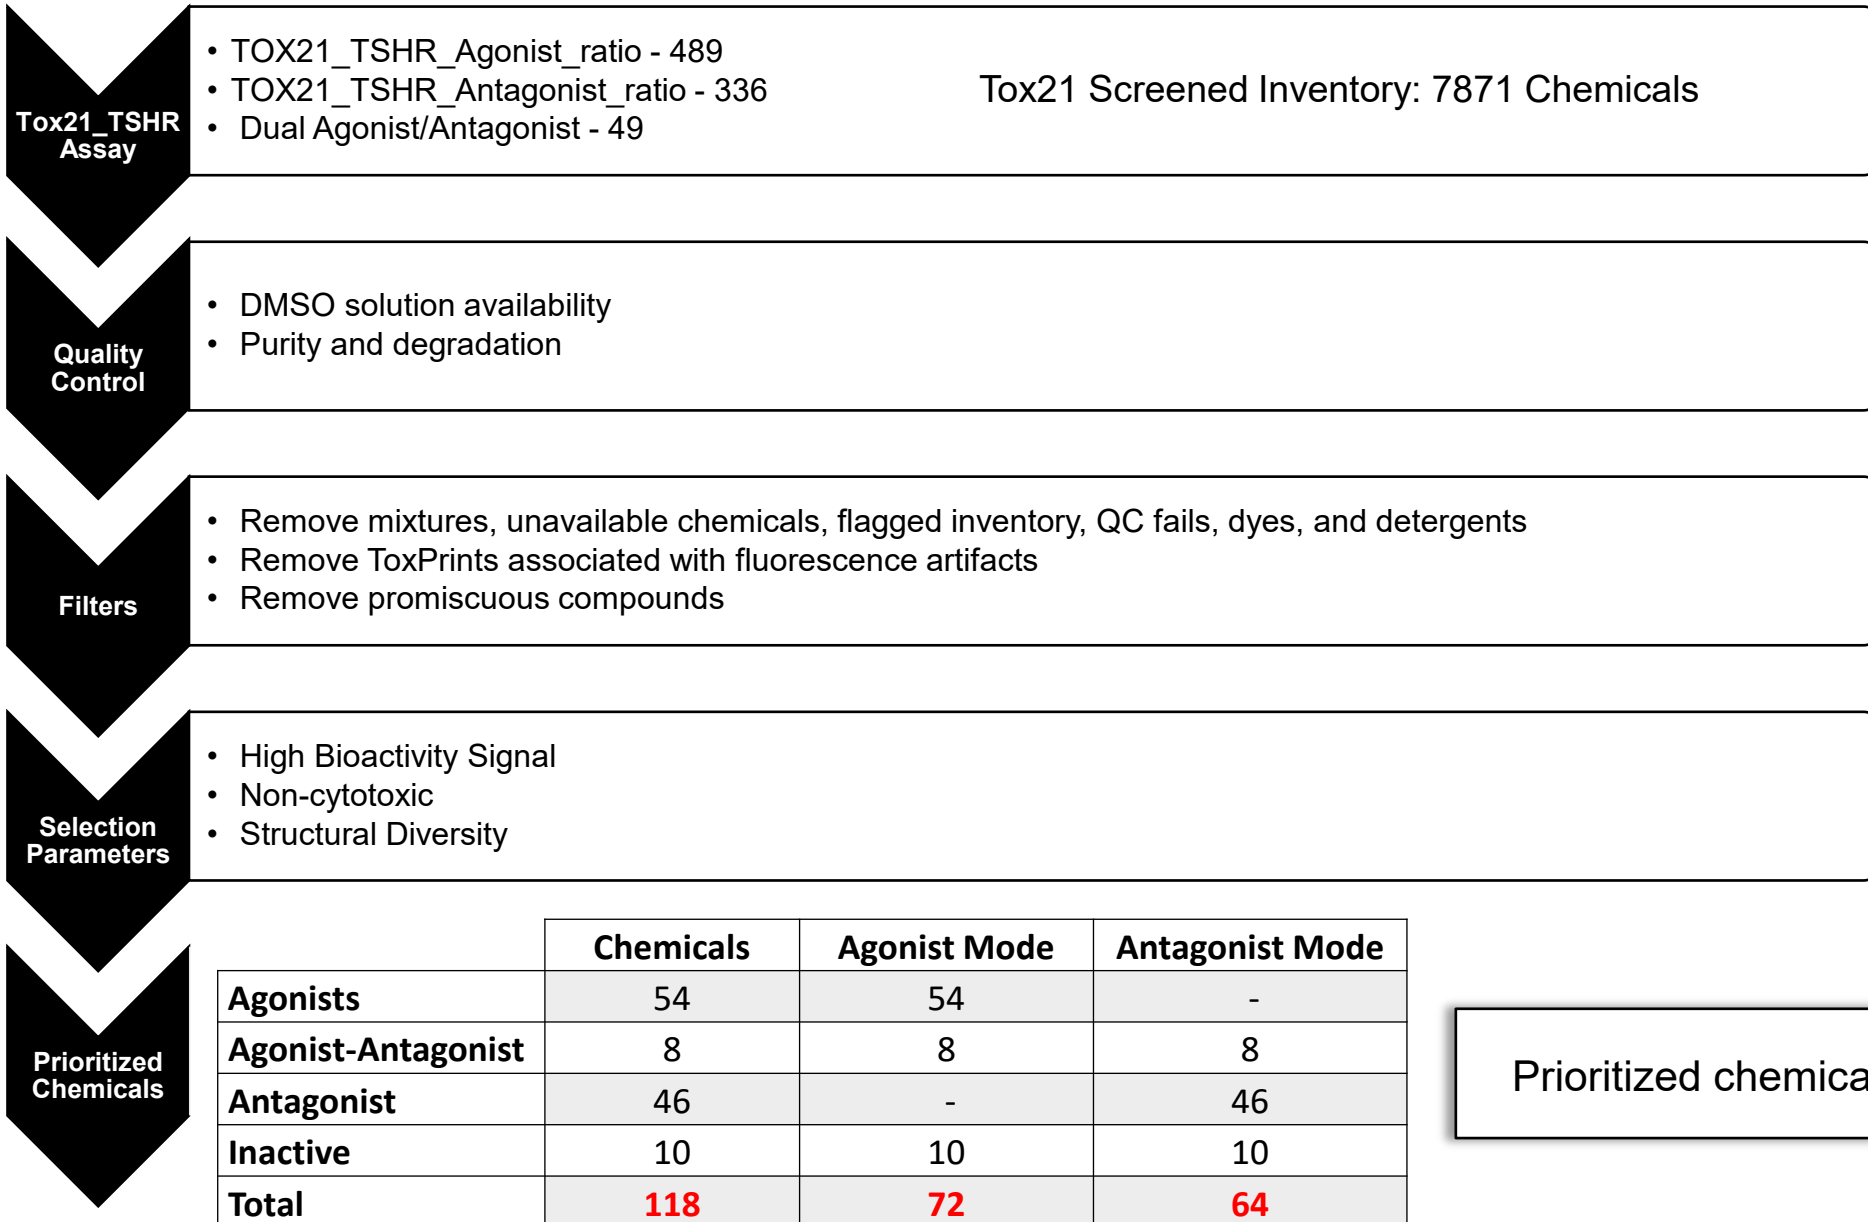 Tox21_TSHR
Assay
• TOX21_TSHR_Agonist_ratio - 489
• TOX21_TSHR_Antagonist_ratio - 336
• Dual Agonist/Antagonist - 49
Tox21 Screened Inventory: 7871 Chemicals
Quality
Control
• DMSO solution availability
• Purity and degradation
Filters
• Remove mixtures, unavailable chemicals, flagged inventory, QC fails, dyes, and detergents
• Remove ToxPrints associated with fluorescence artifacts
• Remove promiscuous compounds
Selection
Parameters
• High Bioactivity Signal
• Non-cytotoxic
• Structural Diversity
Prioritized
Chemicals
Chemicals Agonist Mode Antagonist Mode
Agonists 54 54 -
Agonist-Antagonist 8 8 8
Antagonist 46 - 46
Inactive 10 10 10
Total 118 72 64
Prioritized